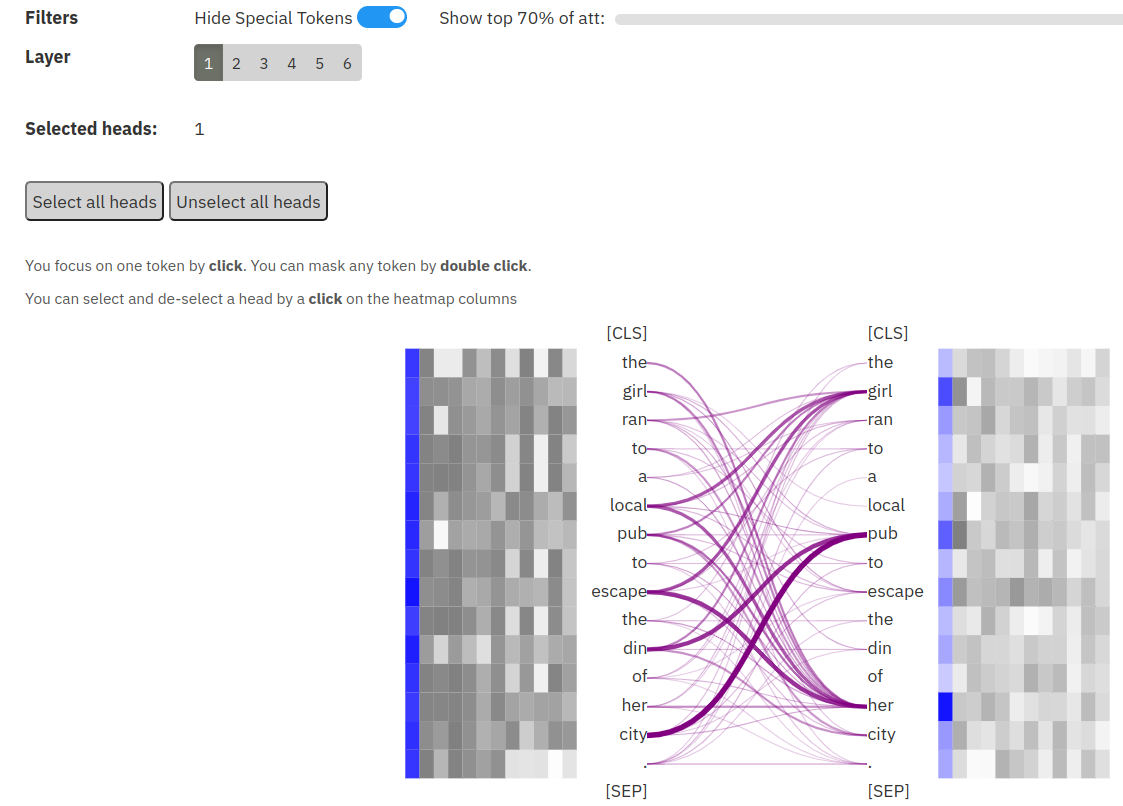 Filters Hide Special Tokens Show top 70% of att:
Layer 1 2 3 4 5 6
Selected heads: 1
Select all heads Unselect all heads
You focus on one token by click. You can mask any token by double click.
You can select and de-select a head by a click on the heatmap columns
[CLS] [CLS]
the the
girl girl
ran ran
to to
a a
local local
pub pub
to to
escape escape
the the
din din
of of
her her
city city
. .
[SEP] [SEP]